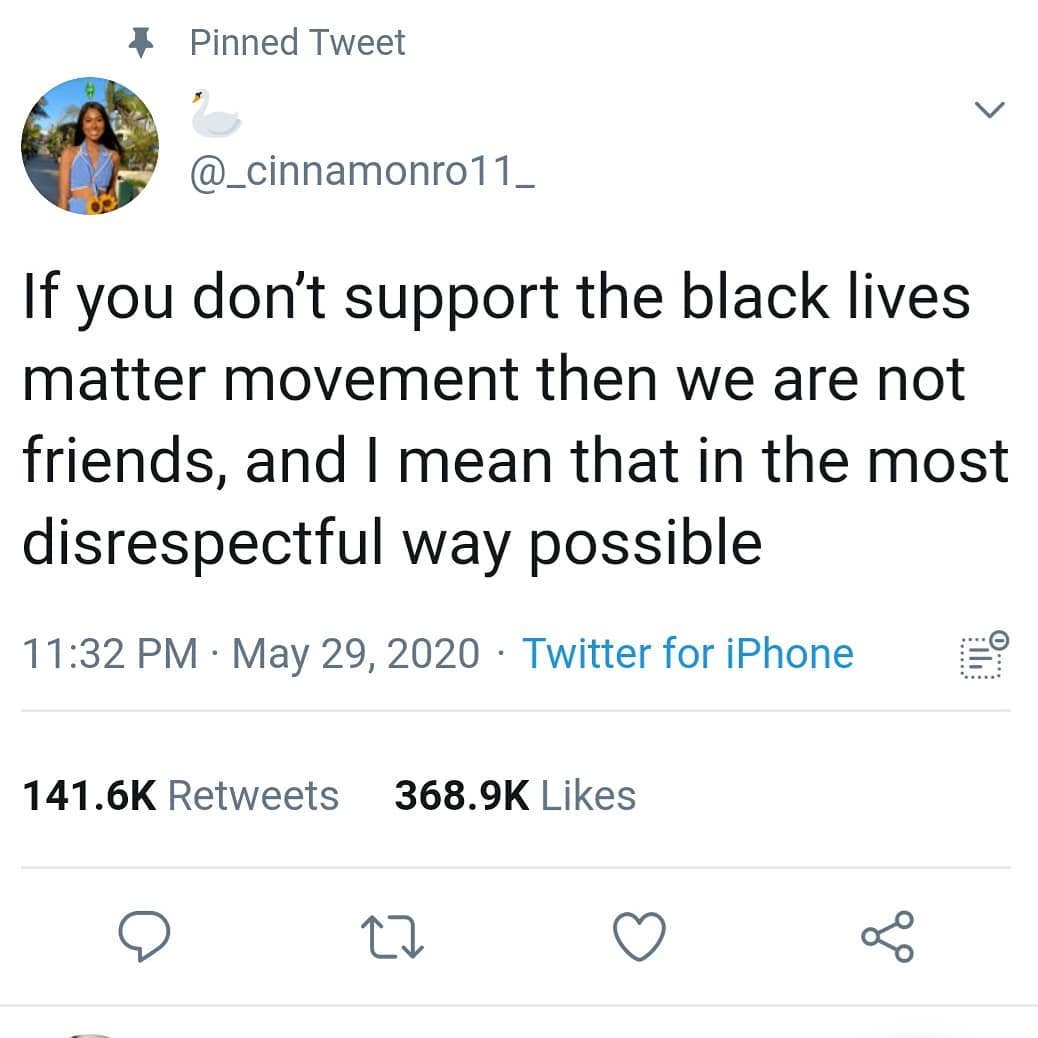 Pinned Tweet
@_cinnamonro11_
If you don’t support the black lives
matter movement then we are not
friends, and I mean that in the most
disrespectful way possible
11:32 PM · May 29, 2020 · Twitter for iPhone
141.6K Retweets 368.9K Likes